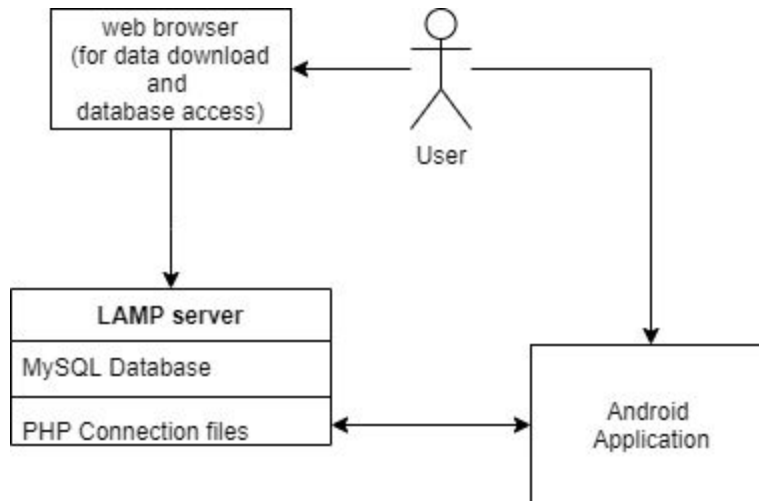 web browser
(for data download
and
database access)
User
LAMP server
MySQL Database
PHP Connection files
Android
Application